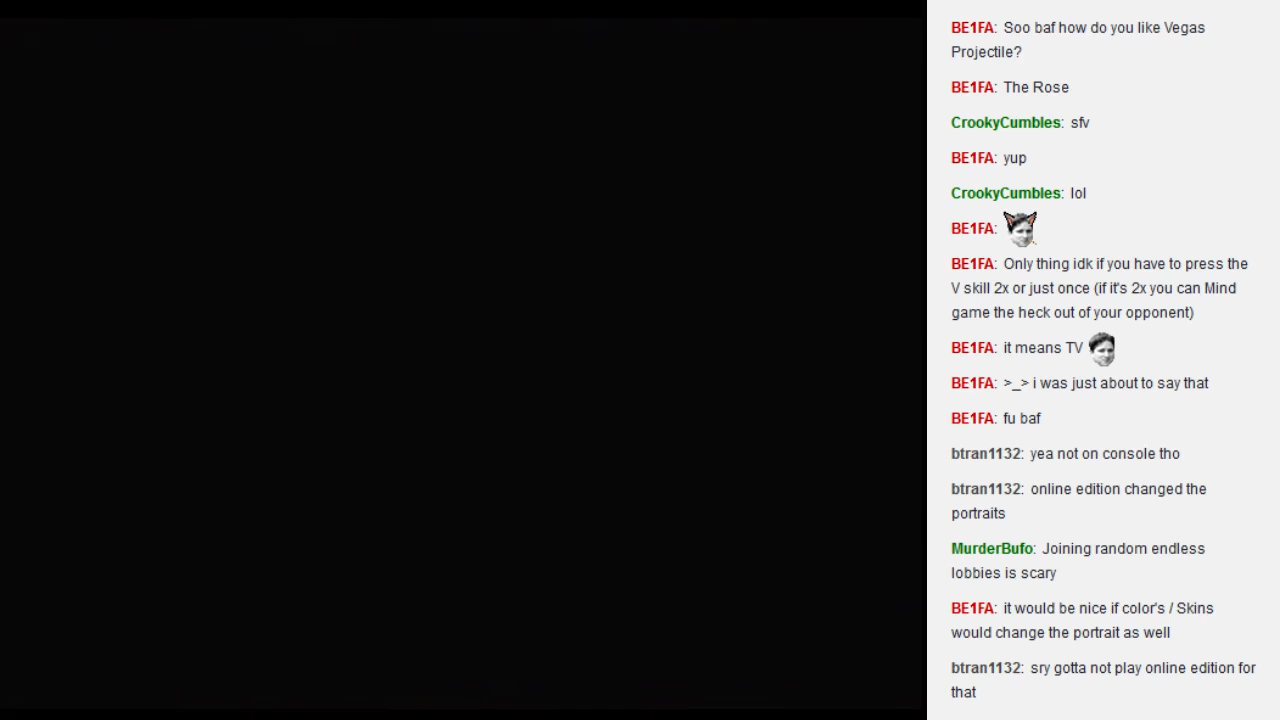 BE1FA: Soo baf how do you like Vegas
Projectile?
BE1FA: The Rose
CrookyCumbles: sfv
BE1FA: yup
CrookyCumbles: lol
BE1FA:
BE1FA: Only thing idk if you have to press the
V skill 2x or just once (if it's 2x you can Mind
game the heck out of your opponent)
BE1FA: it means TV
BE1FA: >_> i was just about to say that
BE1FA: fu baf
btran1132: yea not on console tho
btran1132: online edition changed the
portraits
MurderBufo: Joining random endless
lobbies is scary
BE1FA: it would be nice if color's / Skins
would change the portrait as well
btran1132: sry gotta not play online edition for
that